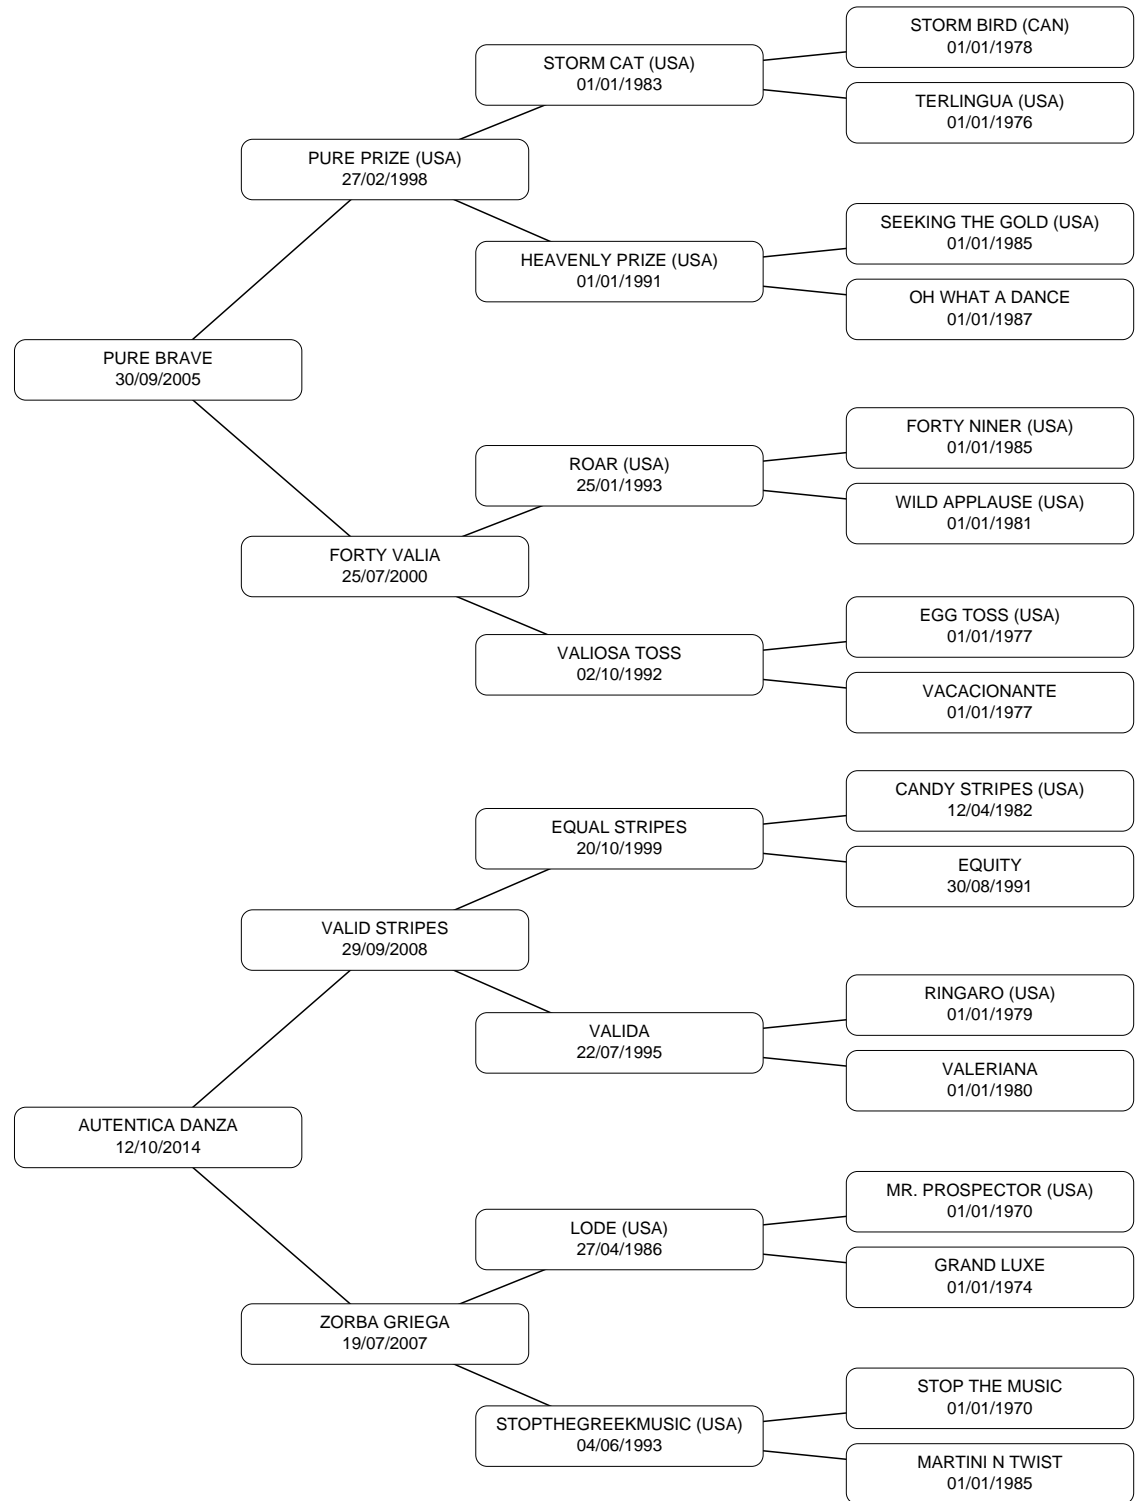 STORM BIRD (CAN)
01/01/1978
STORM CAT (USA)
01/01/1983
TERLINGUA (USA)
01/01/1976
PURE PRIZE (USA)
27/02/1998
SEEKING THE GOLD (USA)
01/01/1985
HEAVENLY PRIZE (USA)
01/01/1991
OH WHAT A DANCE
01/01/1987
PURE BRAVE
30/09/2005
FORTY NINER (USA)
01/01/1985
ROAR (USA)
25/01/1993
WILD APPLAUSE (USA)
01/01/1981
FORTY VALIA
25/07/2000
EGG TOSS (USA)
01/01/1977
VALIOSA TOSS
02/10/1992
VACACIONANTE
01/01/1977
CANDY STRIPES (USA)
12/04/1982
EQUAL STRIPES
20/10/1999
EQUITY
30/08/1991
VALID STRIPES
29/09/2008
RINGARO (USA)
01/01/1979
VALIDA
22/07/1995
VALERIANA
01/01/1980
AUTENTICA DANZA
12/10/2014
MR. PROSPECTOR (USA)
01/01/1970
LODE (USA)
27/04/1986
GRAND LUXE
01/01/1974
ZORBA GRIEGA
19/07/2007
STOP THE MUSIC
01/01/1970
STOPTHEGREEKMUSIC (USA)
04/06/1993
MARTINI N TWIST
01/01/1985